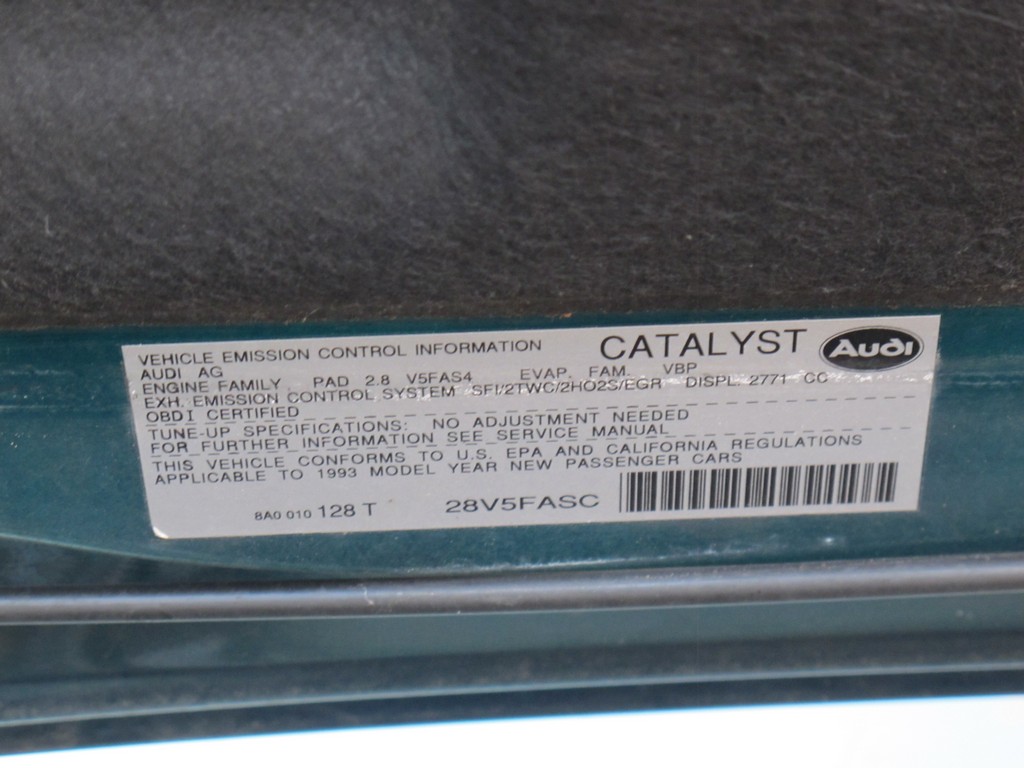 VEHICLE EMISSION CONTROL INFORMATION CATALYST Audi
AUDI AG
ENGINE FAMILY PAD 2.8 V5FAS4 EVAP. FAM. VBP
EXH. EMISSION CONTROL SYSTEM SFI/2TWC/2HO2S/EGR DISPL. 2771 CC
OBD I CERTIFIED
TUNE-UP SPECIFICATIONS: NO ADJUSTMENT NEEDED
FOR FURTHER INFORMATION SEE SERVICE MANUAL
THIS VEHICLE CONFORMS TO U.S. EPA AND CALIFORNIA REGULATIONS
APPLICABLE TO 1993 MODEL YEAR NEW PASSENGER CARS
8A0 010 128 T 28V5FASC